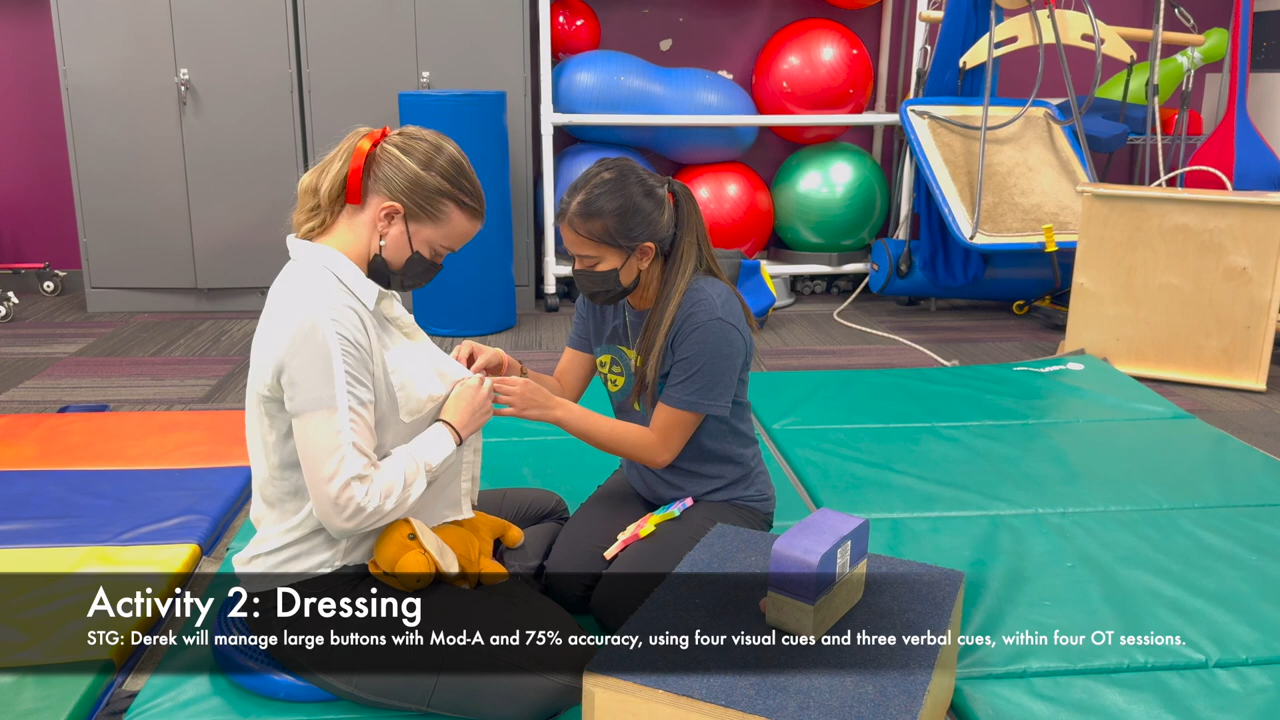 Activity 2: Dressing
STG: Derek will manage large buttons with Mod-A and 75% accuracy, using four visual cues and three verbal cues, within four OT sessions.